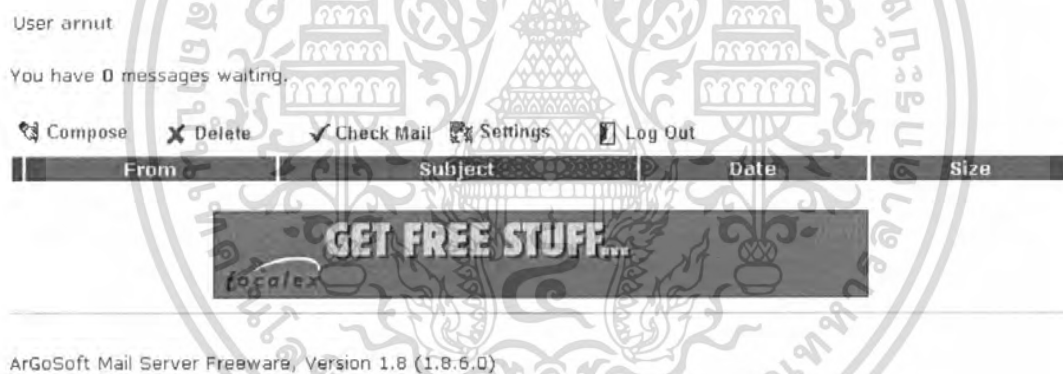 User arnut
You have 0 messages waiting.
Compose Delete Check Mail Settings Log Out
From Subject Date Size
GET FREE STUFF...
focalex
ArGoSoft Mail Server Freeware, Version 1.8 (1.8.6.0)